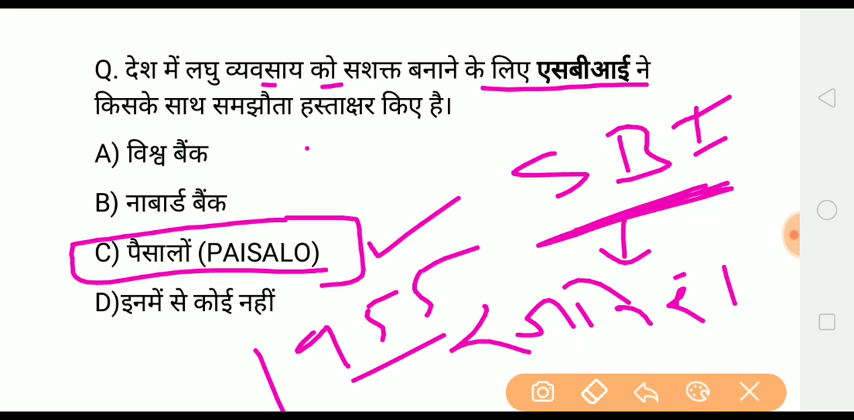 Q. देश में लघु व्यवसाय को सशक्त बनाने के लिए एसबीआई ने
किसके साथ समझौता हस्ताक्षर किए है।
A) विश्व बैंक
B) नाबार्ड बैंक
C) पैसालों (PAISALO)
D)इनमें से कोई नहीं
SBI
1955